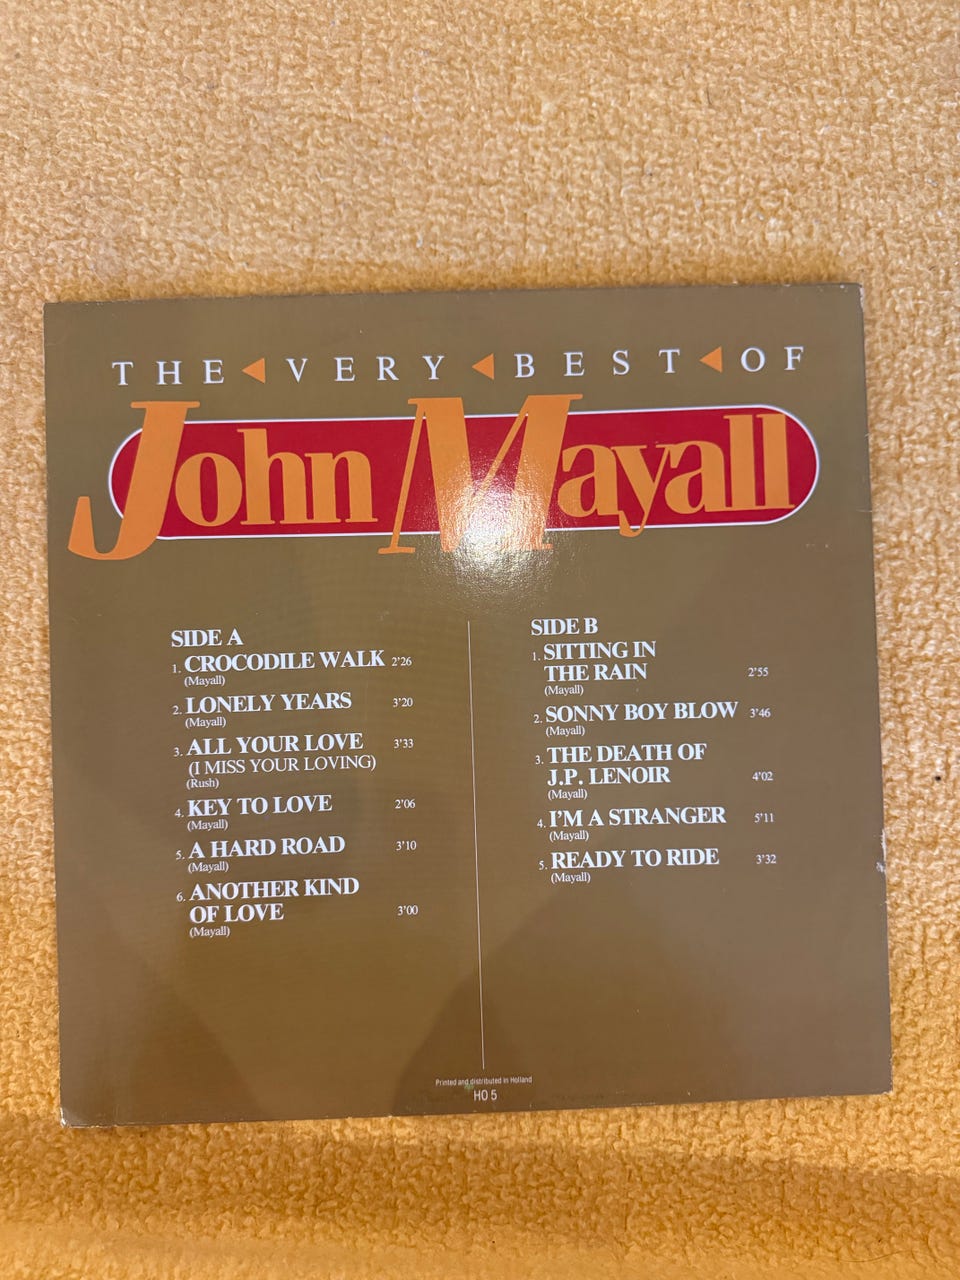 THE VERY BEST OF
John Mayall
SIDE A
1. CROCODILE WALK 2'26
(Mayall)
2. LONELY YEARS 3'20
(Mayall)
3. ALL YOUR LOVE 3'33
(I MISS YOUR LOVING)
(Rush)
4. KEY TO LOVE 2'06
(Mayall)
5. A HARD ROAD 3'10
(Mayall)
6. ANOTHER KIND
OF LOVE 3'00
(Mayall)
SIDE B
1. SITTING IN
THE RAIN 2'55
(Mayall)
2. SONNY BOY BLOW 3'46
(Mayall)
3. THE DEATH OF
J.P. LENOIR 4'02
(Mayall)
4. I'M A STRANGER 5'11
(Mayall)
5. READY TO RIDE 3'32
(Mayall)
Printed and distributed in Holland
HO 5